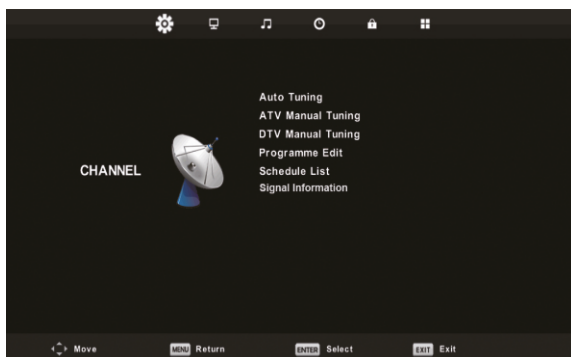 Auto Tuning
ATV Manual Tuning
DTV Manual Tuning
Programme Edit
CHANNEL
Schedule List
Signal Information
Move MENU Return ENTER Select EXIT Exit